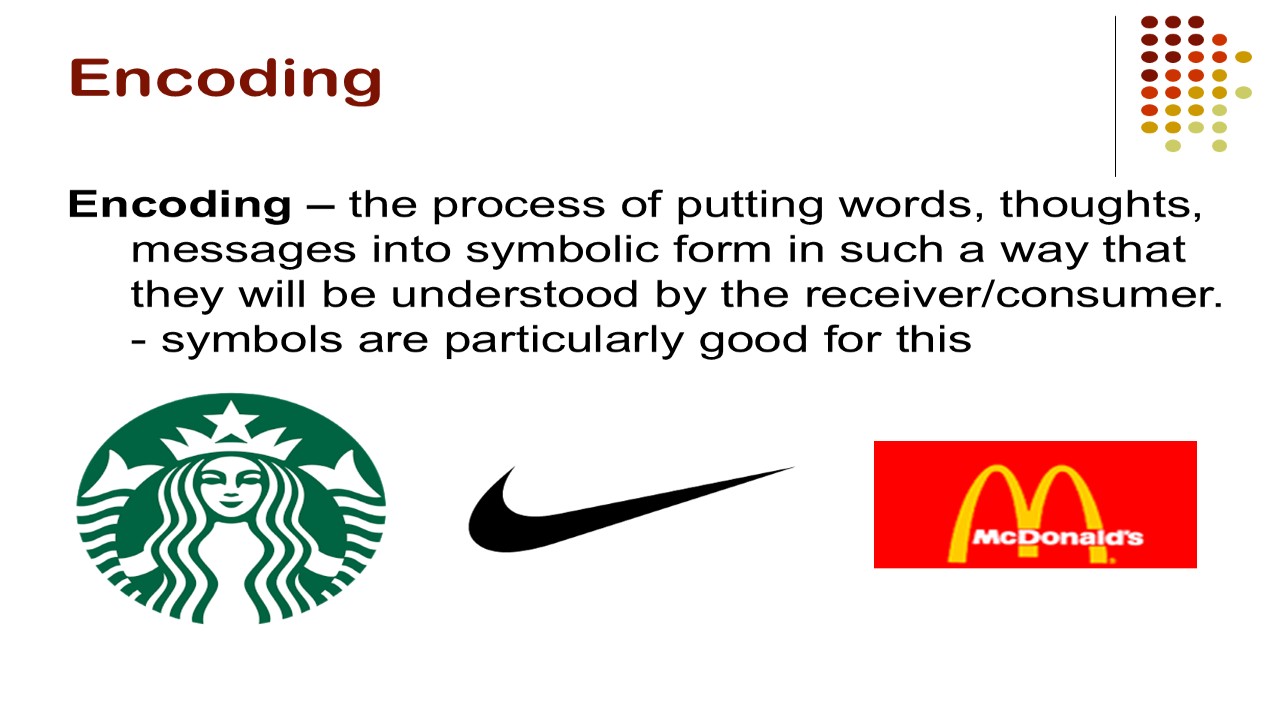 Encoding
Encoding – the process of putting words, thoughts,
messages into symbolic form in such a way that
they will be understood by the receiver/consumer.
- symbols are particularly good for this
McDonald's